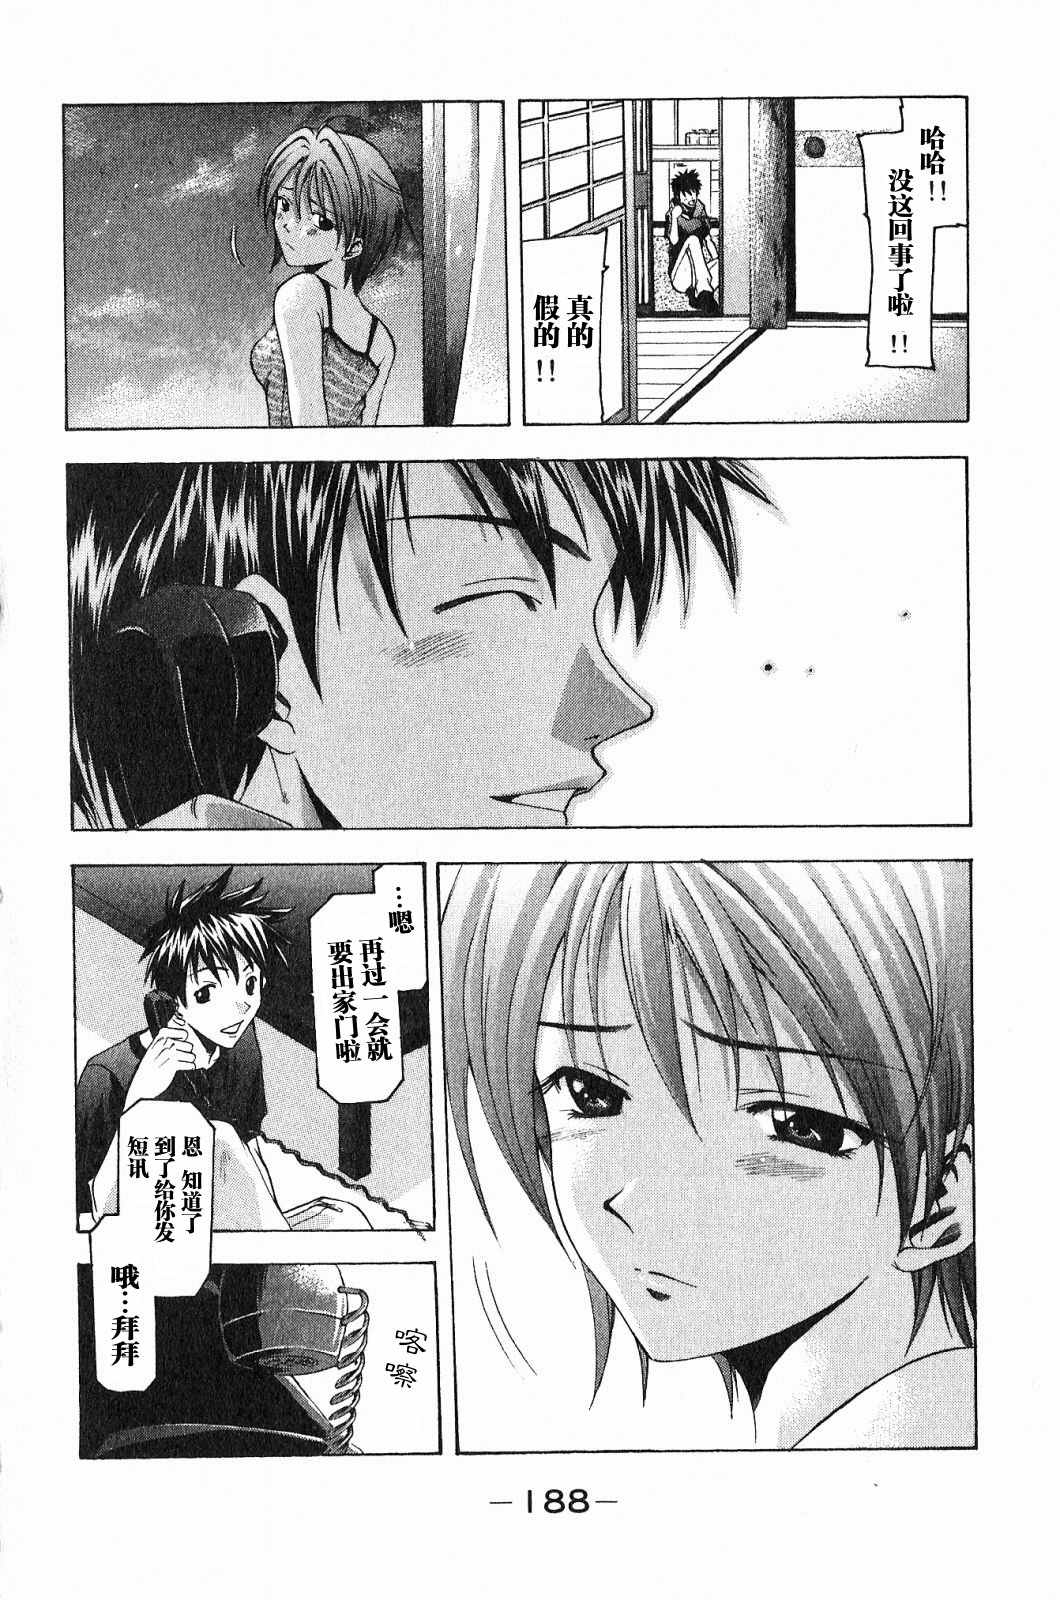 哈哈!!
没这回事了啦!!
真的
假的!!
…嗯
再过一会就
要出家门啦
恩 知道了
到了给你发
短讯
哦…拜拜
喀嚓
—188—